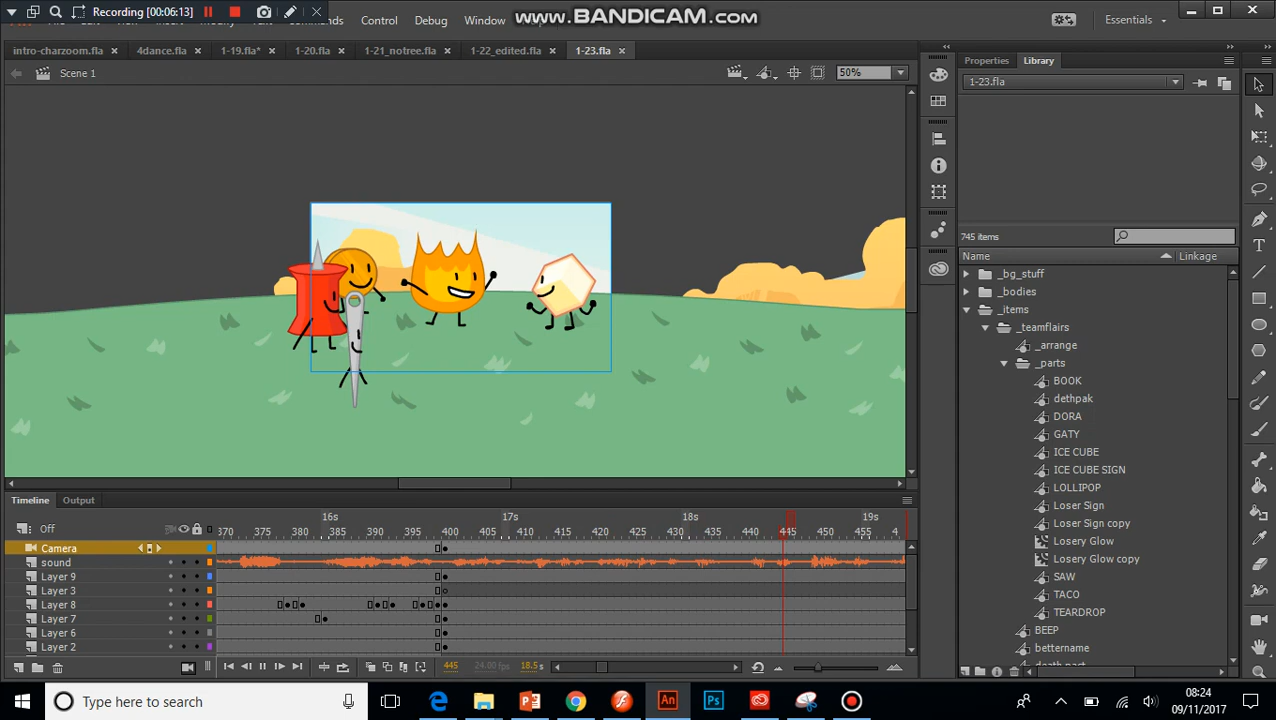 Recording [00:06:13]
Control Debug Window
www.BANDICAM.com
Essentials
intro-charzoom.fla × 4dance.fla × 1-19.fla* × 1-20.fla × 1-21_notree.fla × 1-22_edited.fla × 1-23.fla ×
Scene 1
50%
Properties Library
1-23.fla
745 items
Name Linkage
_bg_stuff
_bodies
_items
_teamflairs
_arrange
_parts
BOOK
dethpak
DORA
GATY
ICE CUBE
ICE CUBE SIGN
LOLLIPOP
Loser Sign
Loser Sign copy
Losery Glow
Losery Glow copy
SAW
TACO
TEARDROP
BEEP
bettername
Timeline Output
Off
16s 17s 18s 19s
370 375 380 385 390 395 400 405 410 415 420 425 430 435 440 445 450 455
Camera
sound
Layer 9
Layer 3
Layer 8
Layer 7
Layer 6
Layer 2
445 24.00 fps 18.5s
Type here to search
08:24
09/11/2017